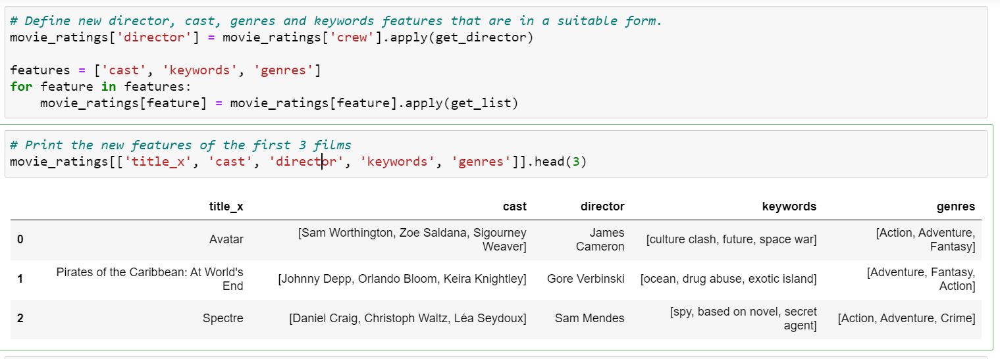 # Define new director, cast, genres and keywords features that are in a suitable form.
movie_ratings['director'] = movie_ratings['crew'].apply(get_director)
features = ['cast', 'keywords', 'genres']
for feature in features:
    movie_ratings[feature] = movie_ratings[feature].apply(get_list)
# Print the new features of the first 3 films
movie_ratings[['title_x', 'cast', 'director', 'keywords', 'genres']].head(3)
title_x cast director keywords genres
0 Avatar [Sam Worthington, Zoe Saldana, Sigourney Weaver] James Cameron [culture clash, future, space war] [Action, Adventure, Fantasy]
1 Pirates of the Caribbean: At World's End [Johnny Depp, Orlando Bloom, Keira Knightley] Gore Verbinski [ocean, drug abuse, exotic island] [Adventure, Fantasy, Action]
2 Spectre [Daniel Craig, Christoph Waltz, Léa Seydoux] Sam Mendes [spy, based on novel, secret agent] [Action, Adventure, Crime]